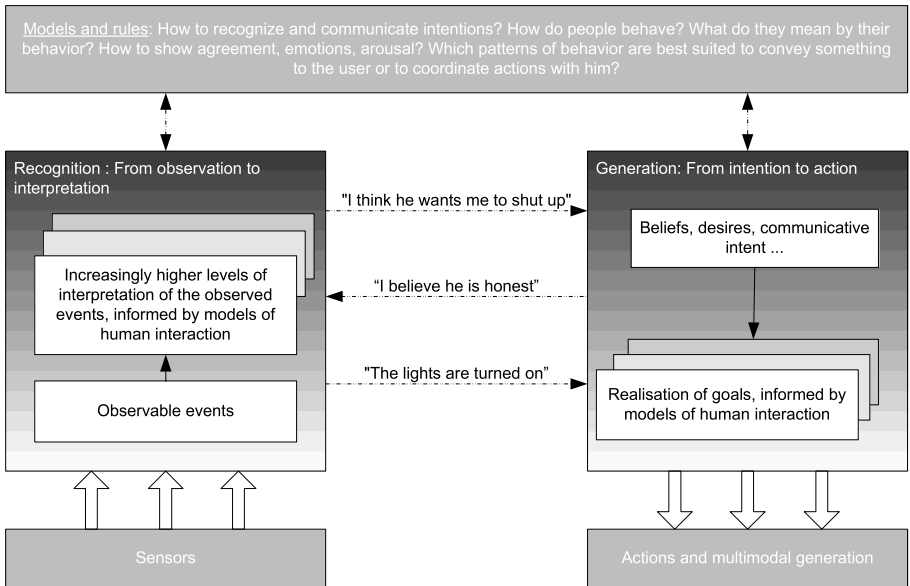 Models and rules: How to recognize and communicate intentions? How do people behave? What do they mean by their
behavior? How to show agreement, emotions, arousal? Which patterns of behavior are best suited to convey something
to the user or to coordinate actions with him?
Recognition : From observation to
interpretation
Increasingly higher levels of
interpretation of the observed
events, informed by models of
human interaction
Observable events
Sensors
"I think he wants me to shut up"
“I believe he is honest”
"The lights are turned on”
Generation: From intention to action
Beliefs, desires, communicative
intent ...
Realisation of goals, informed by
models of human interaction
Actions and multimodal generation